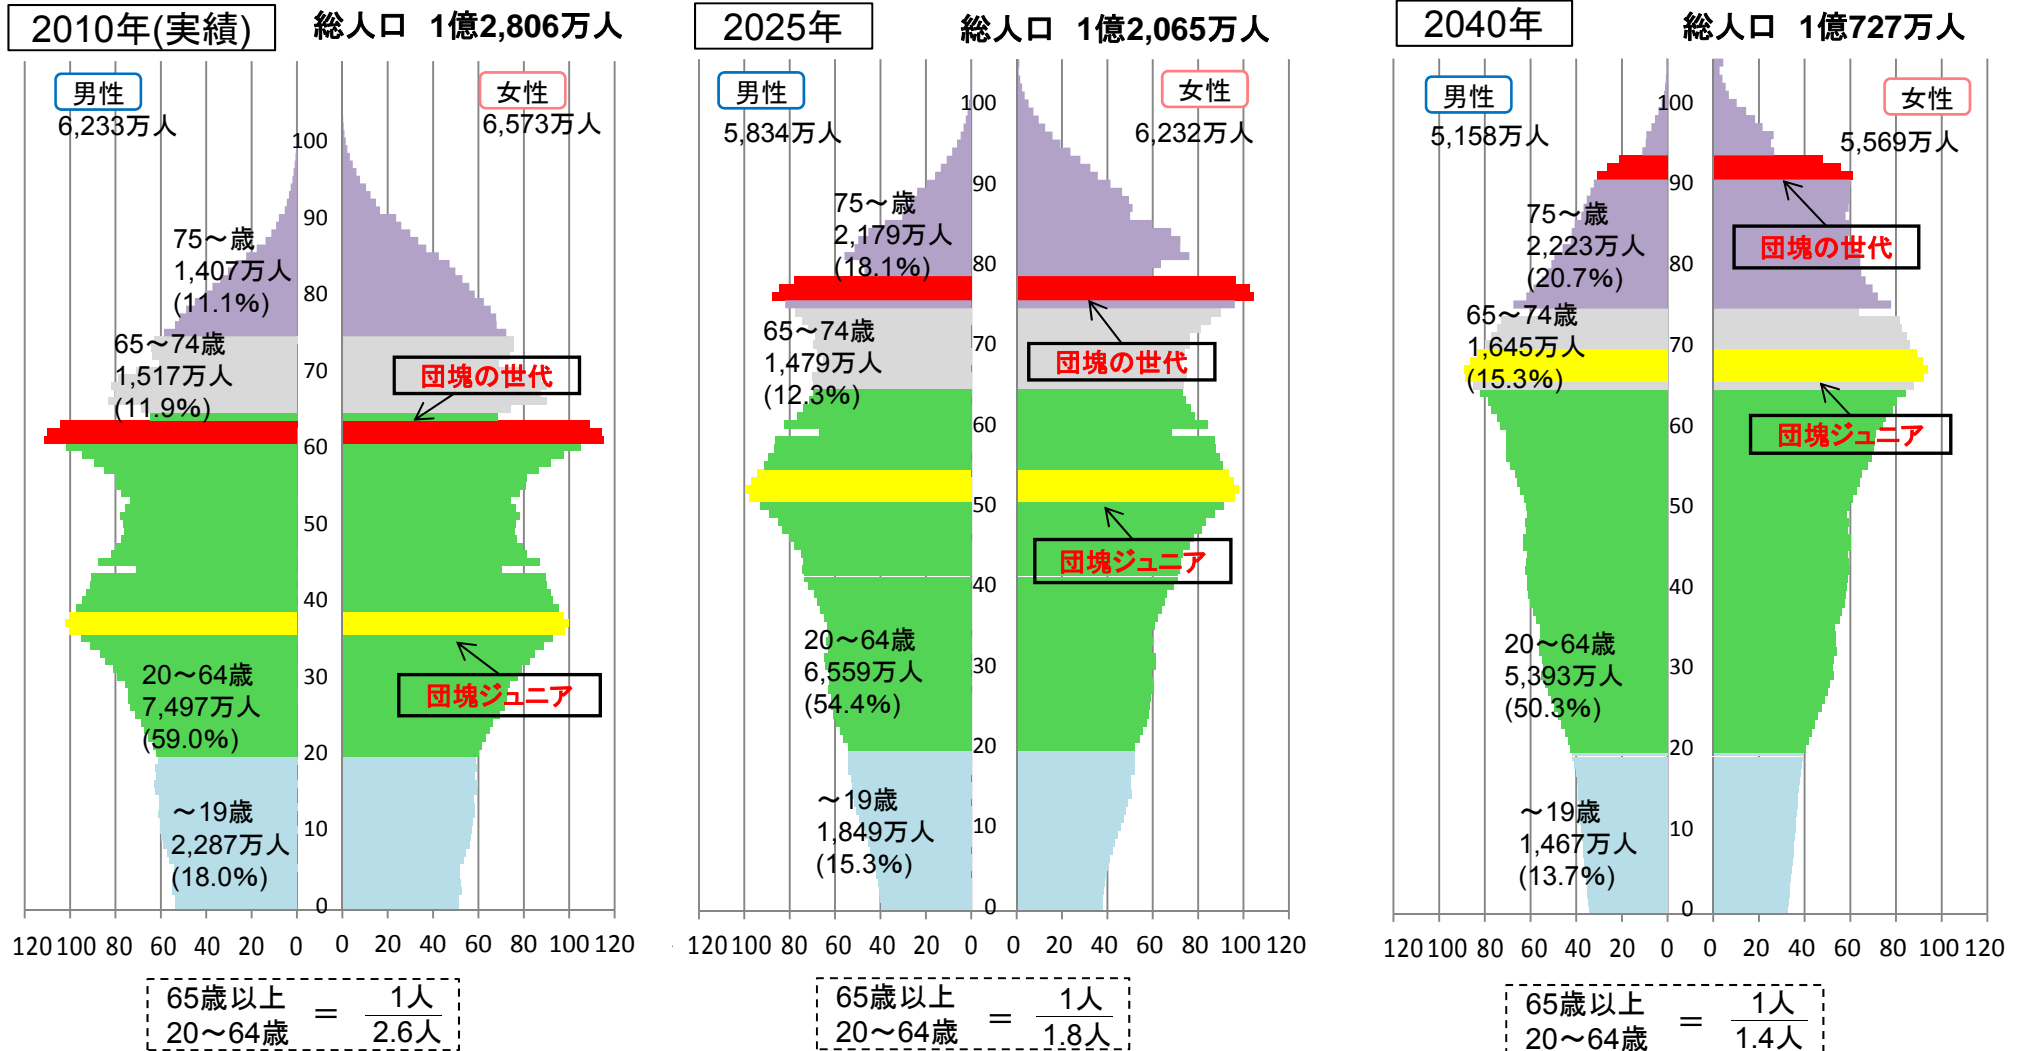 2010年(実績)
総人口 1億2,806万人
男性
6,233万人
女性
6,573万人
100
90
80
70
60
50
40
30
20
10
0
75～歳
1,407万人
(11.1%)
65～74歳
1,517万人
(11.9%)
団塊の世代
団塊ジュニア
20～64歳
7,497万人
(59.0%)
～19歳
2,287万人
(18.0%)
120 100 80 60 40 20 0
0 20 40 60 80 100 120
65歳以上
20～64歳
＝
1人
2.6人
2025年
総人口 1億2,065万人
男性
5,834万人
女性
6,232万人
100
90
80
70
60
50
40
30
20
10
0
75～歳
2,179万人
(18.1%)
65～74歳
1,479万人
(12.3%)
団塊の世代
団塊ジュニア
20～64歳
6,559万人
(54.4%)
～19歳
1,849万人
(15.3%)
120 100 80 60 40 20 0
0 20 40 60 80 100 120
65歳以上
20～64歳
＝
1人
1.8人
2040年
総人口 1億727万人
男性
5,158万人
女性
5,569万人
100
90
80
70
60
50
40
30
20
10
0
75～歳
2,223万人
(20.7%)
65～74歳
1,645万人
(15.3%)
団塊の世代
団塊ジュニア
20～64歳
5,393万人
(50.3%)
～19歳
1,467万人
(13.7%)
120 100 80 60 40 20 0
0 20 40 60 80 100 120
65歳以上
20～64歳
＝
1人
1.4人